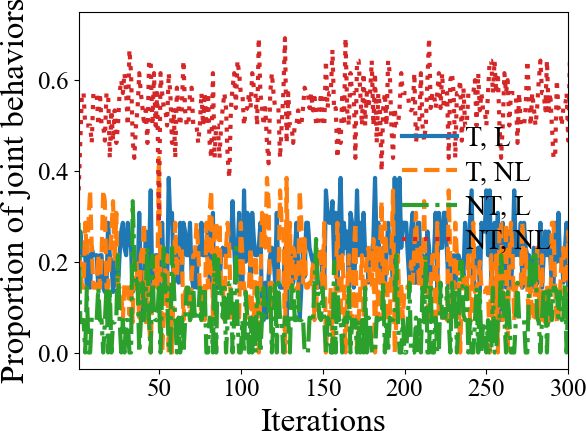 Proportion of joint behaviors
0.6
0.4
0.2
0.0
T, L
T, NL
NT, L
NT, NL
50
100
150
200
250
300
Iterations